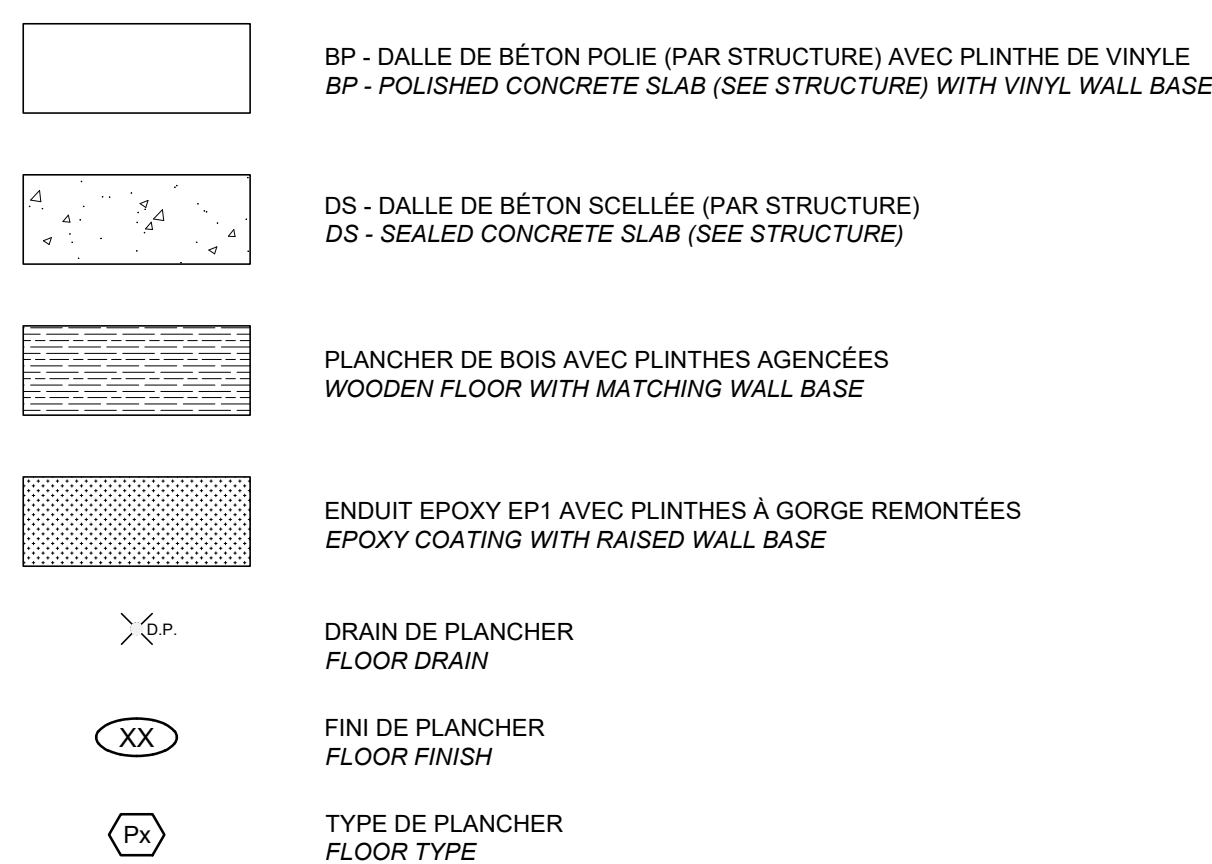 BP - DALLE DE BÉTON POLIE (PAR STRUCTURE) AVEC PLINTHE DE VINYLE
BP - POLISHED CONCRETE SLAB (SEE STRUCTURE) WITH VINYL WALL BASE
DS - DALLE DE BÉTON SCELLÉE (PAR STRUCTURE)
DS - SEALED CONCRETE SLAB (SEE STRUCTURE)
PLANCHER DE BOIS AVEC PLINTHES AGENCÉES
WOODEN FLOOR WITH MATCHING WALL BASE
ENDUIT EPOXY EP1 AVEC PLINTHES À GORGE REMONTÉES
EPOXY COATING WITH RAISED WALL BASE
D.P.
DRAIN DE PLANCHER
FLOOR DRAIN
XX
FINI DE PLANCHER
FLOOR FINISH
Px
TYPE DE PLANCHER
FLOOR TYPE